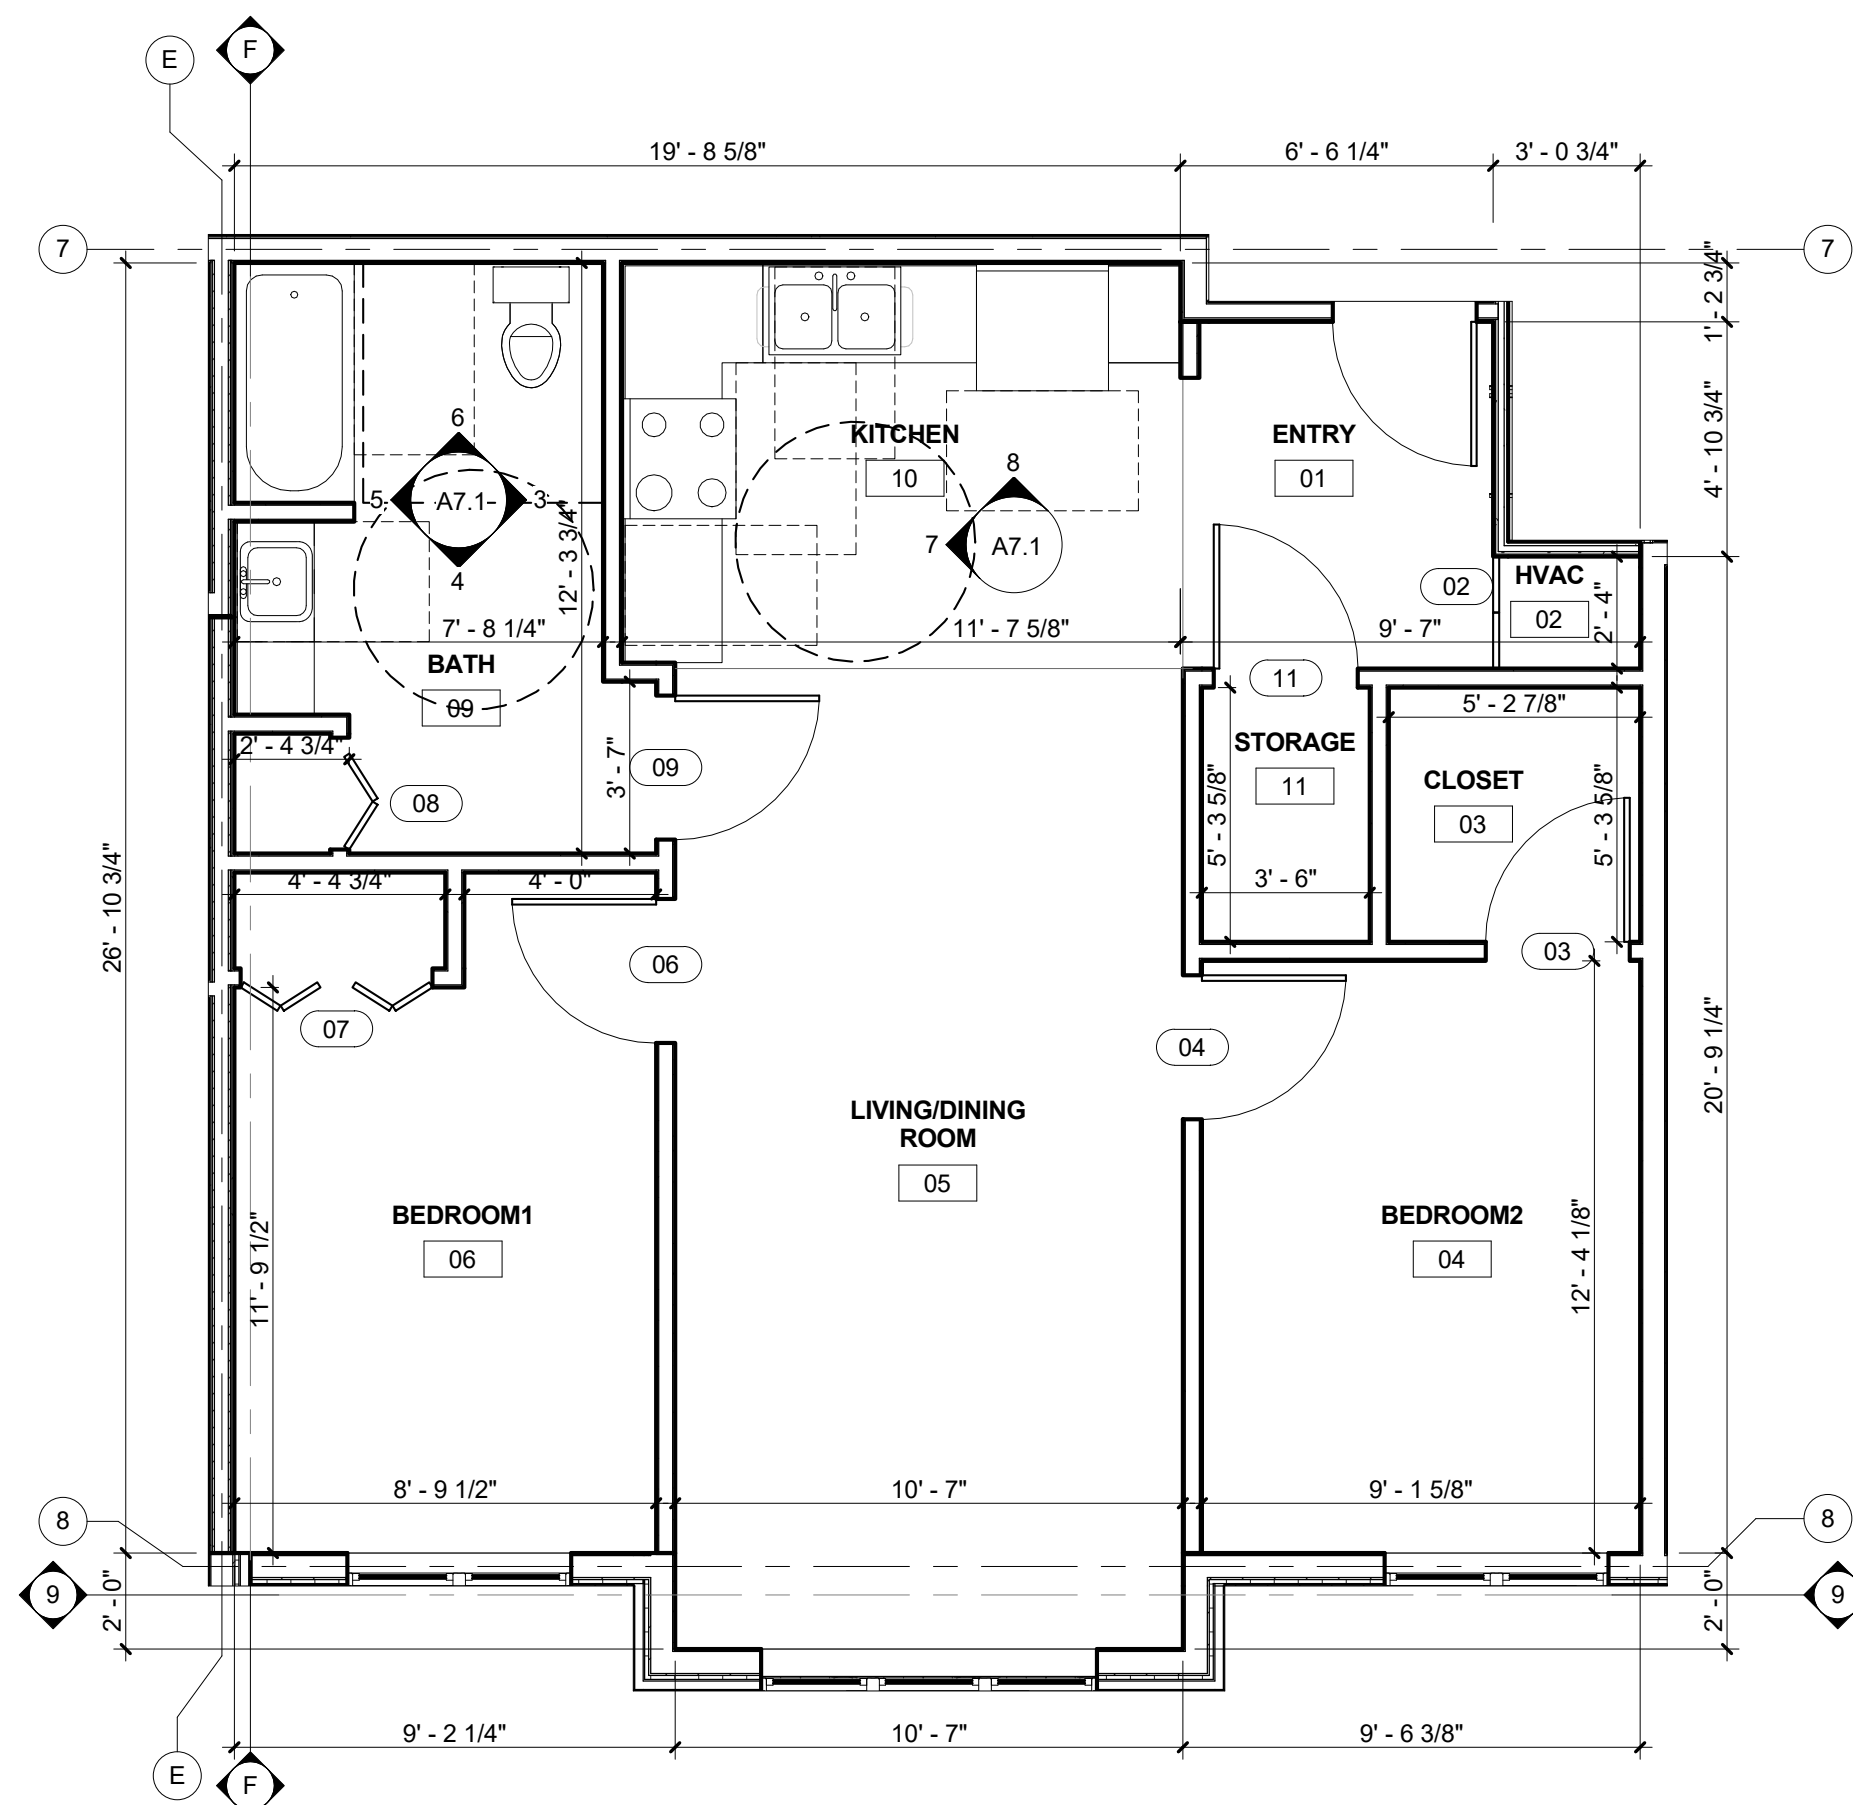 F
E
19' - 8 5/8"
6' - 6 1/4"
3' - 0 3/4"
7
7
1' - 2 3/4"
6
KITCHEN
ENTRY
4' - 10 3/4"
8
10
01
5
A7.1
3
12' - 3 3/4"
7
A7.1
4
02
HVAC
02
2' - 4"
7' - 8 1/4"
11' - 7 5/8"
9' - 7"
BATH
09
11
5' - 2 7/8"
2' - 4 3/4"
3' - 7"
09
STORAGE
11
CLOSET
03
08
5' - 3 5/8"
5' - 3 5/8"
26' - 10 3/4"
4' - 4 3/4"
4' - 0"
3' - 6"
06
03
07
04
20' - 9 1/4"
LIVING/DINING
ROOM
05
BEDROOM1
06
BEDROOM2
04
11' - 9 1/2"
12' - 4 1/8"
8' - 9 1/2"
10' - 7"
9' - 1 5/8"
8
8
9
9
2' - 0"
2' - 0"
9' - 2 1/4"
10' - 7"
9' - 6 3/8"
E
F